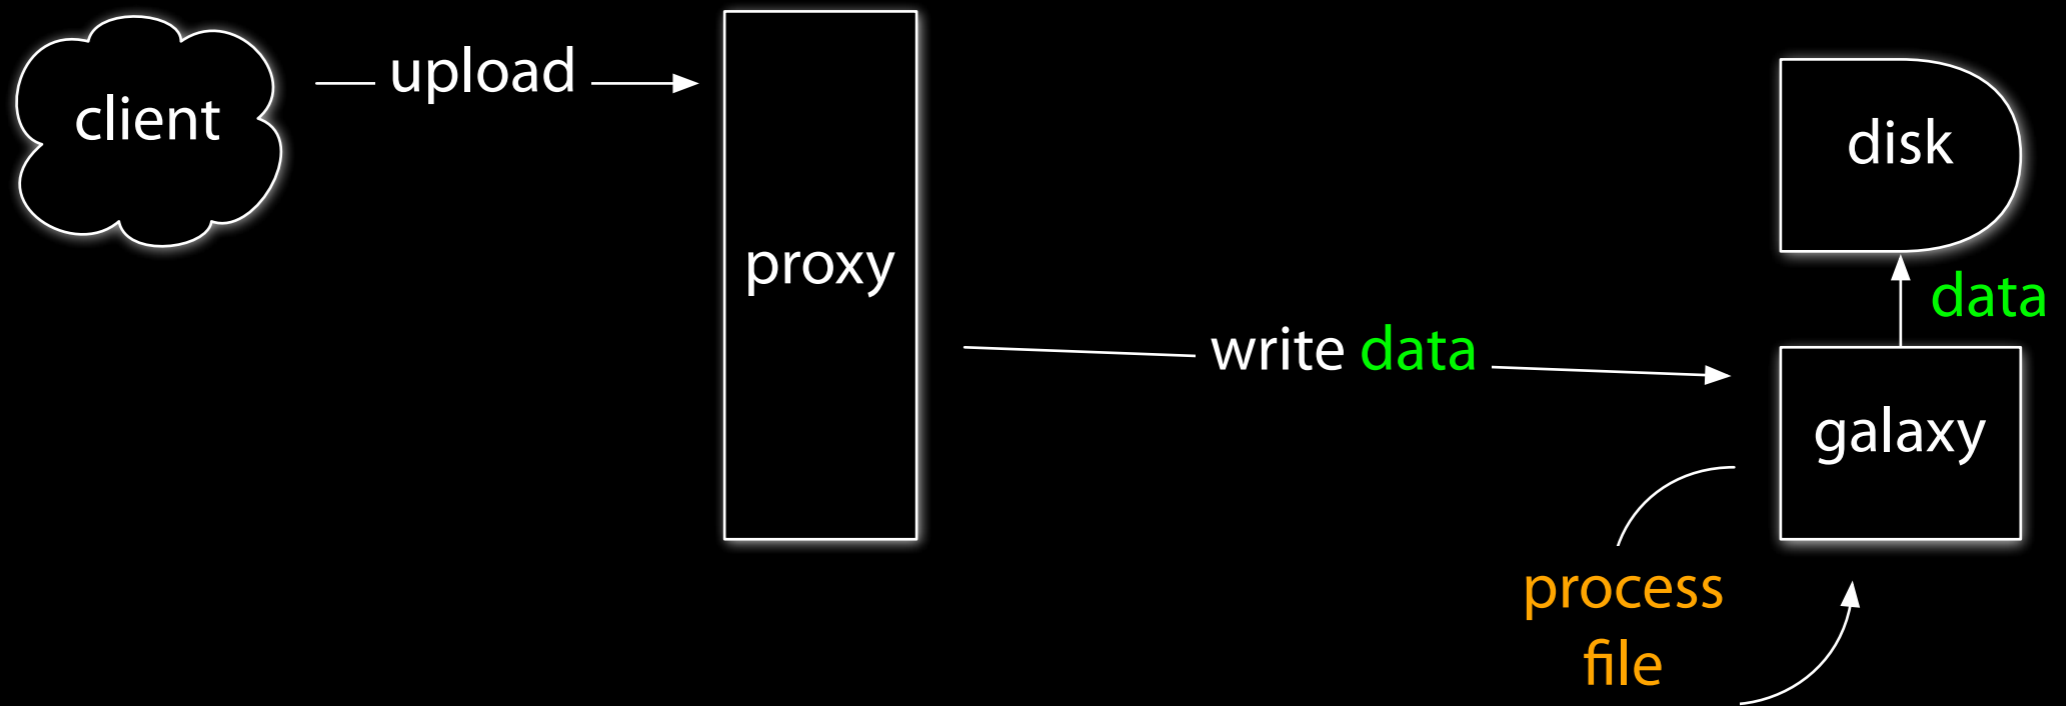 client
upload
proxy
write data
disk
data
galaxy
process
file